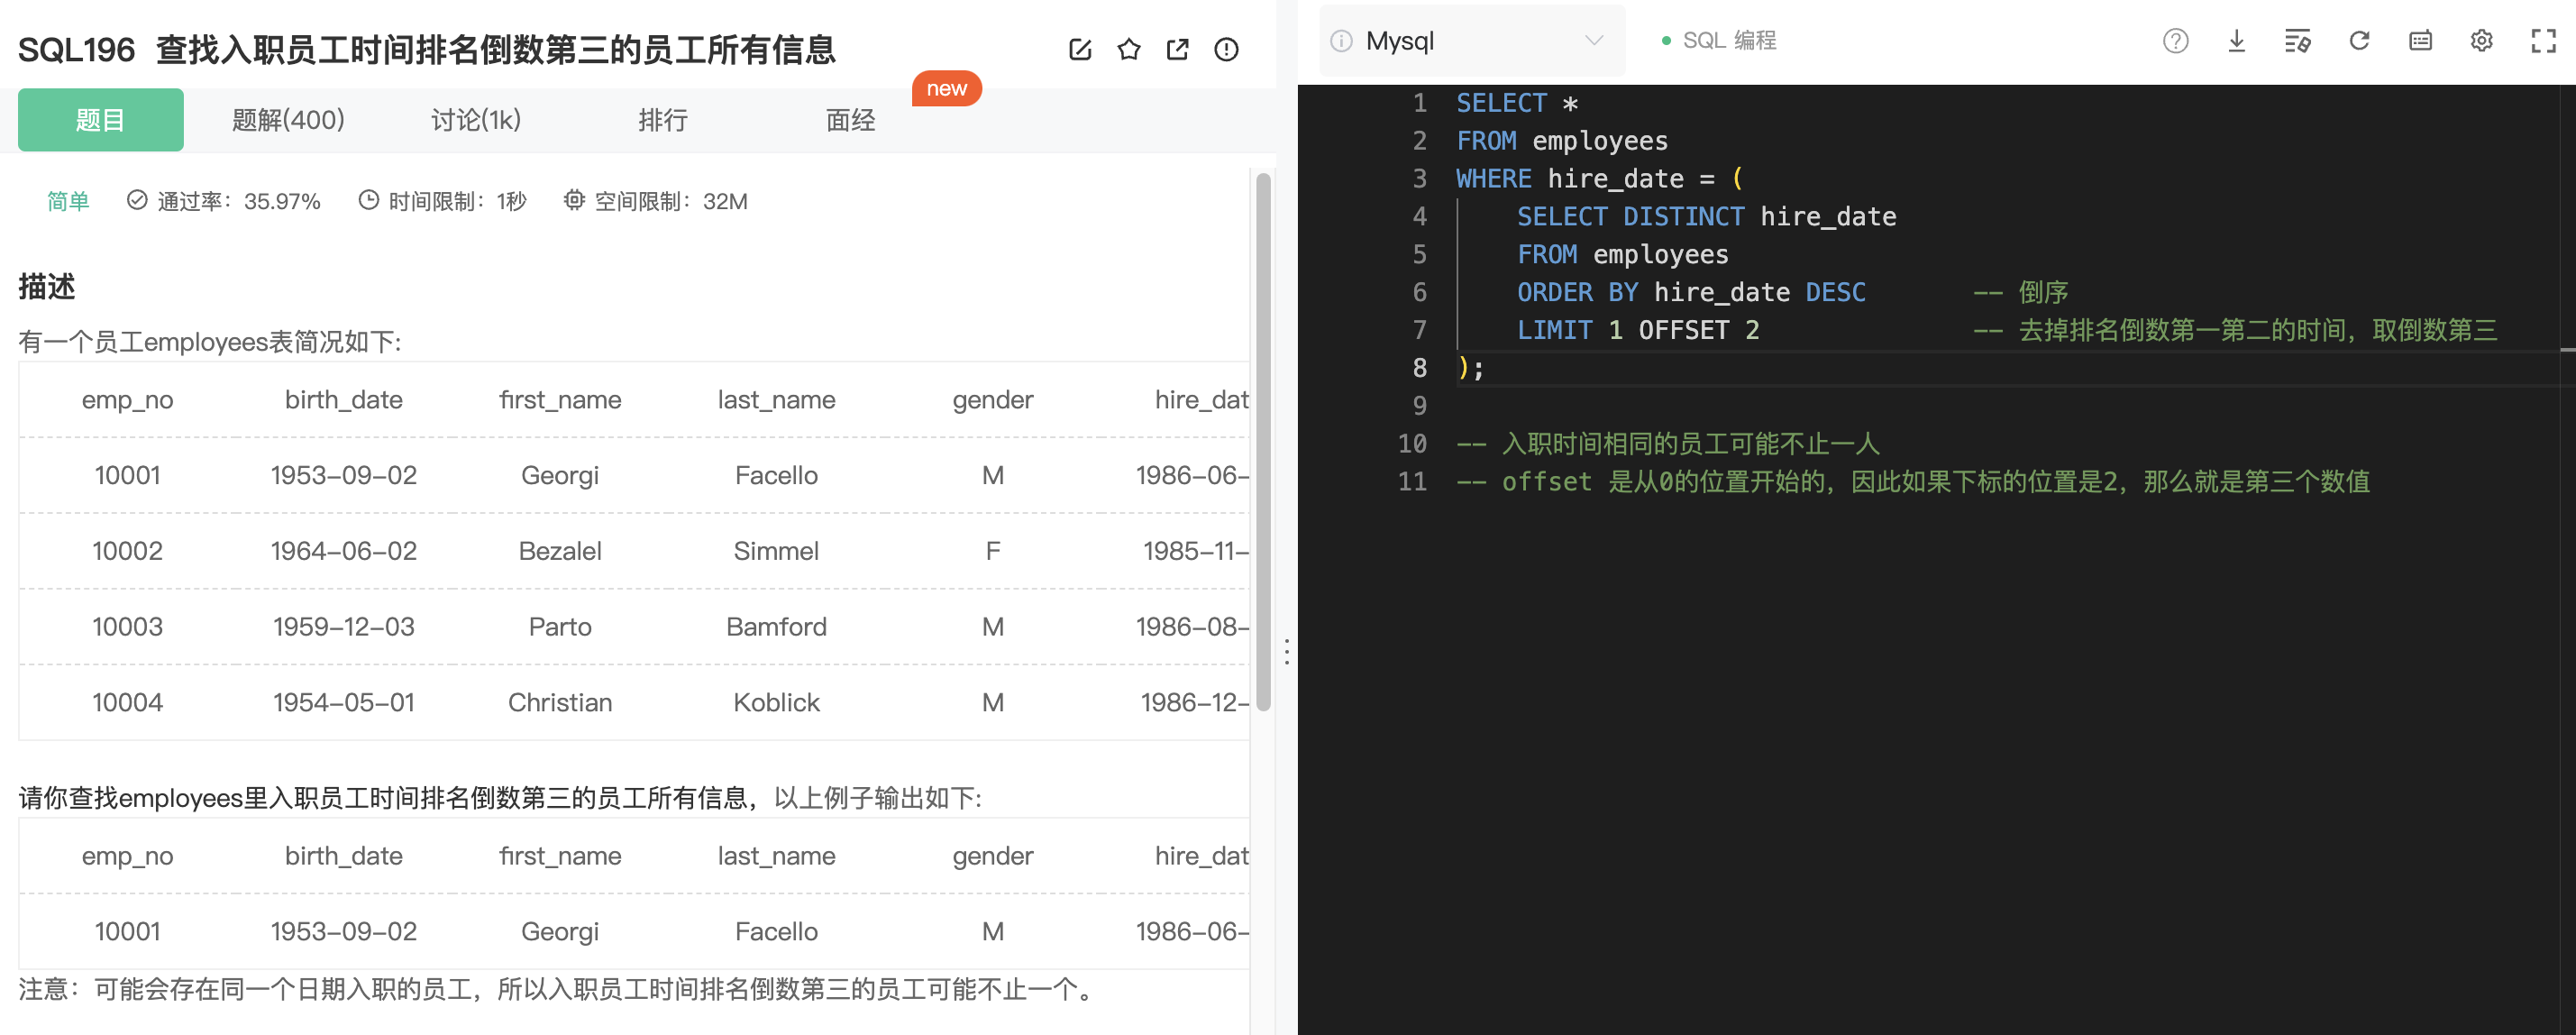 SQL196 查找入职员工时间排名倒数第三的员工所有信息
题目 题解(400) 讨论(1k) 排行 面经 new
简单 通过率：35.97% 时间限制：1秒 空间限制：32M
描述
有一个员工employees表简况如下:
emp_no birth_date first_name last_name gender hire_dat
10001 1953-09-02 Georgi Facello M 1986-06-
10002 1964-06-02 Bezalel Simmel F 1985-11-
10003 1959-12-03 Parto Bamford M 1986-08-
10004 1954-05-01 Christian Koblick M 1986-12-
请你查找employees里入职员工时间排名倒数第三的员工所有信息，以上例子输出如下:
emp_no birth_date first_name last_name gender hire_dat
10001 1953-09-02 Georgi Facello M 1986-06-
注意：可能会存在同一个日期入职的员工，所以入职员工时间排名倒数第三的员工可能不止一个。
Mysql SQL 编程
1 SELECT *
2 FROM employees
3 WHERE hire_date = (
4 SELECT DISTINCT hire_date
5 FROM employees
6 ORDER BY hire_date DESC -- 倒序
7 LIMIT 1 OFFSET 2 -- 去掉排名倒数第一第二的时间，取倒数第三
8 );
9
10 -- 入职时间相同的员工可能不止一人
11 -- offset 是从0的位置开始的，因此如果下标的位置是2，那么就是第三个数值